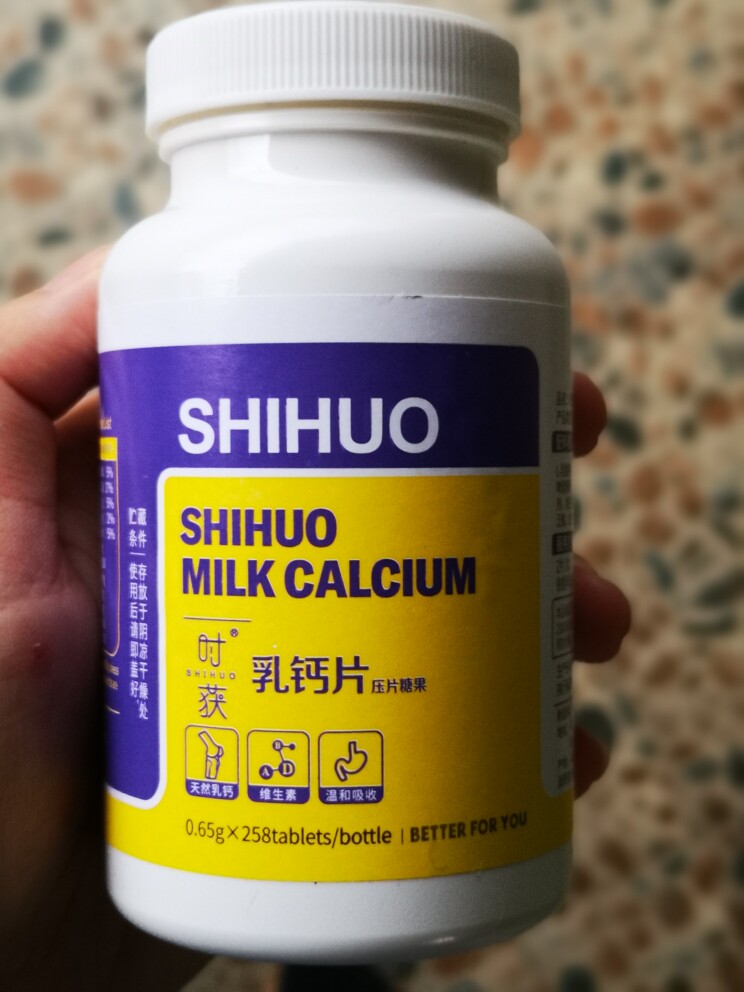 SHIHUO
SHIHUO
MILK CALCIUM
时®
SHIHUO
获
乳钙片 压片糖果
B
A D
天然乳钙 维生素 温和吸收
0.65g×258tablets/bottle | BETTER FOR YOU
贮藏条件
存放于阴凉干燥处
使用后请即盖好